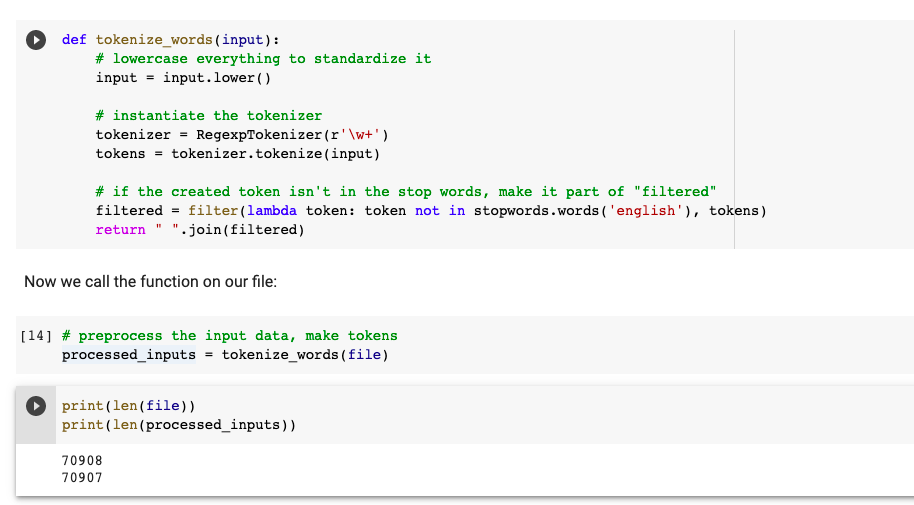 def tokenize_words(input):
    # lowercase everything to standardize it
    input = input.lower()

    # instantiate the tokenizer
    tokenizer = RegexpTokenizer(r'\w+')
    tokens = tokenizer.tokenize(input)

    # if the created token isn't in the stop words, make it part of "filtered"
    filtered = filter(lambda token: token not in stopwords.words('english'), tokens)
    return " ".join(filtered)
Now we call the function on our file:
[14] # preprocess the input data, make tokens
processed_inputs = tokenize_words(file)
print(len(file))
print(len(processed_inputs))
70908
70907